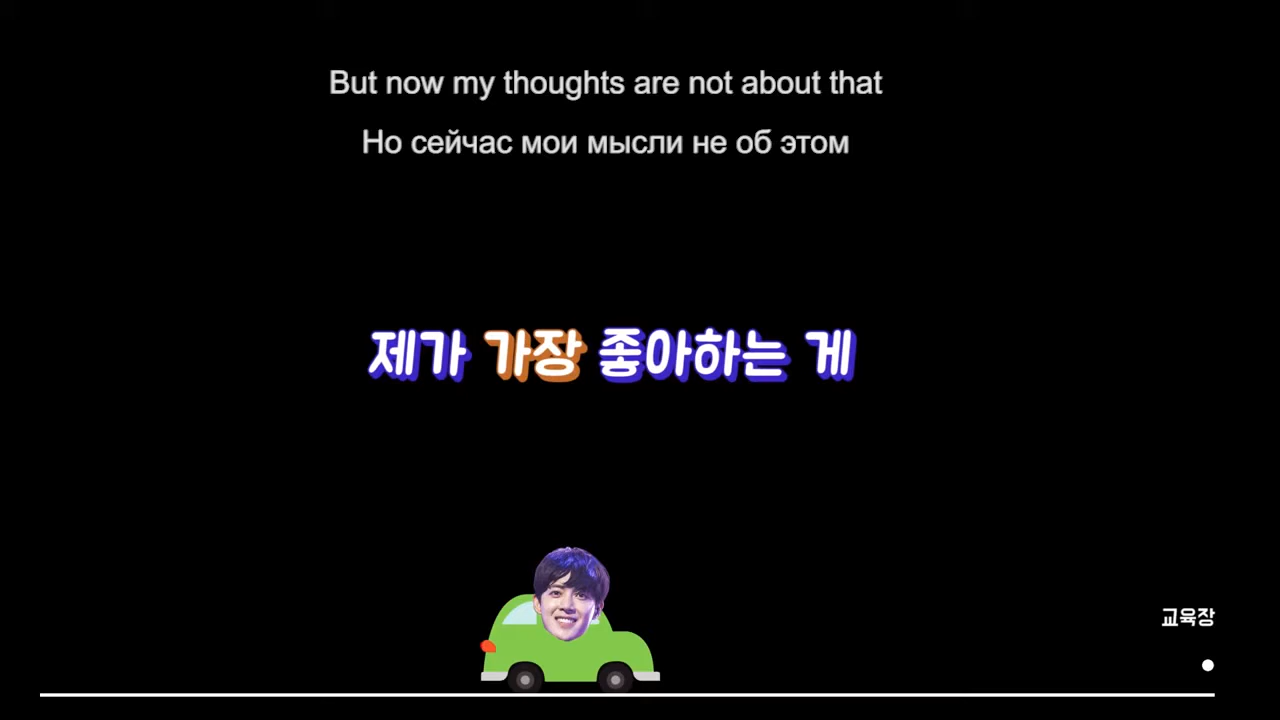 But now my thoughts are not about that
Но сейчас мои мысли не об этом
제가 가장 좋아하는 게
교육장